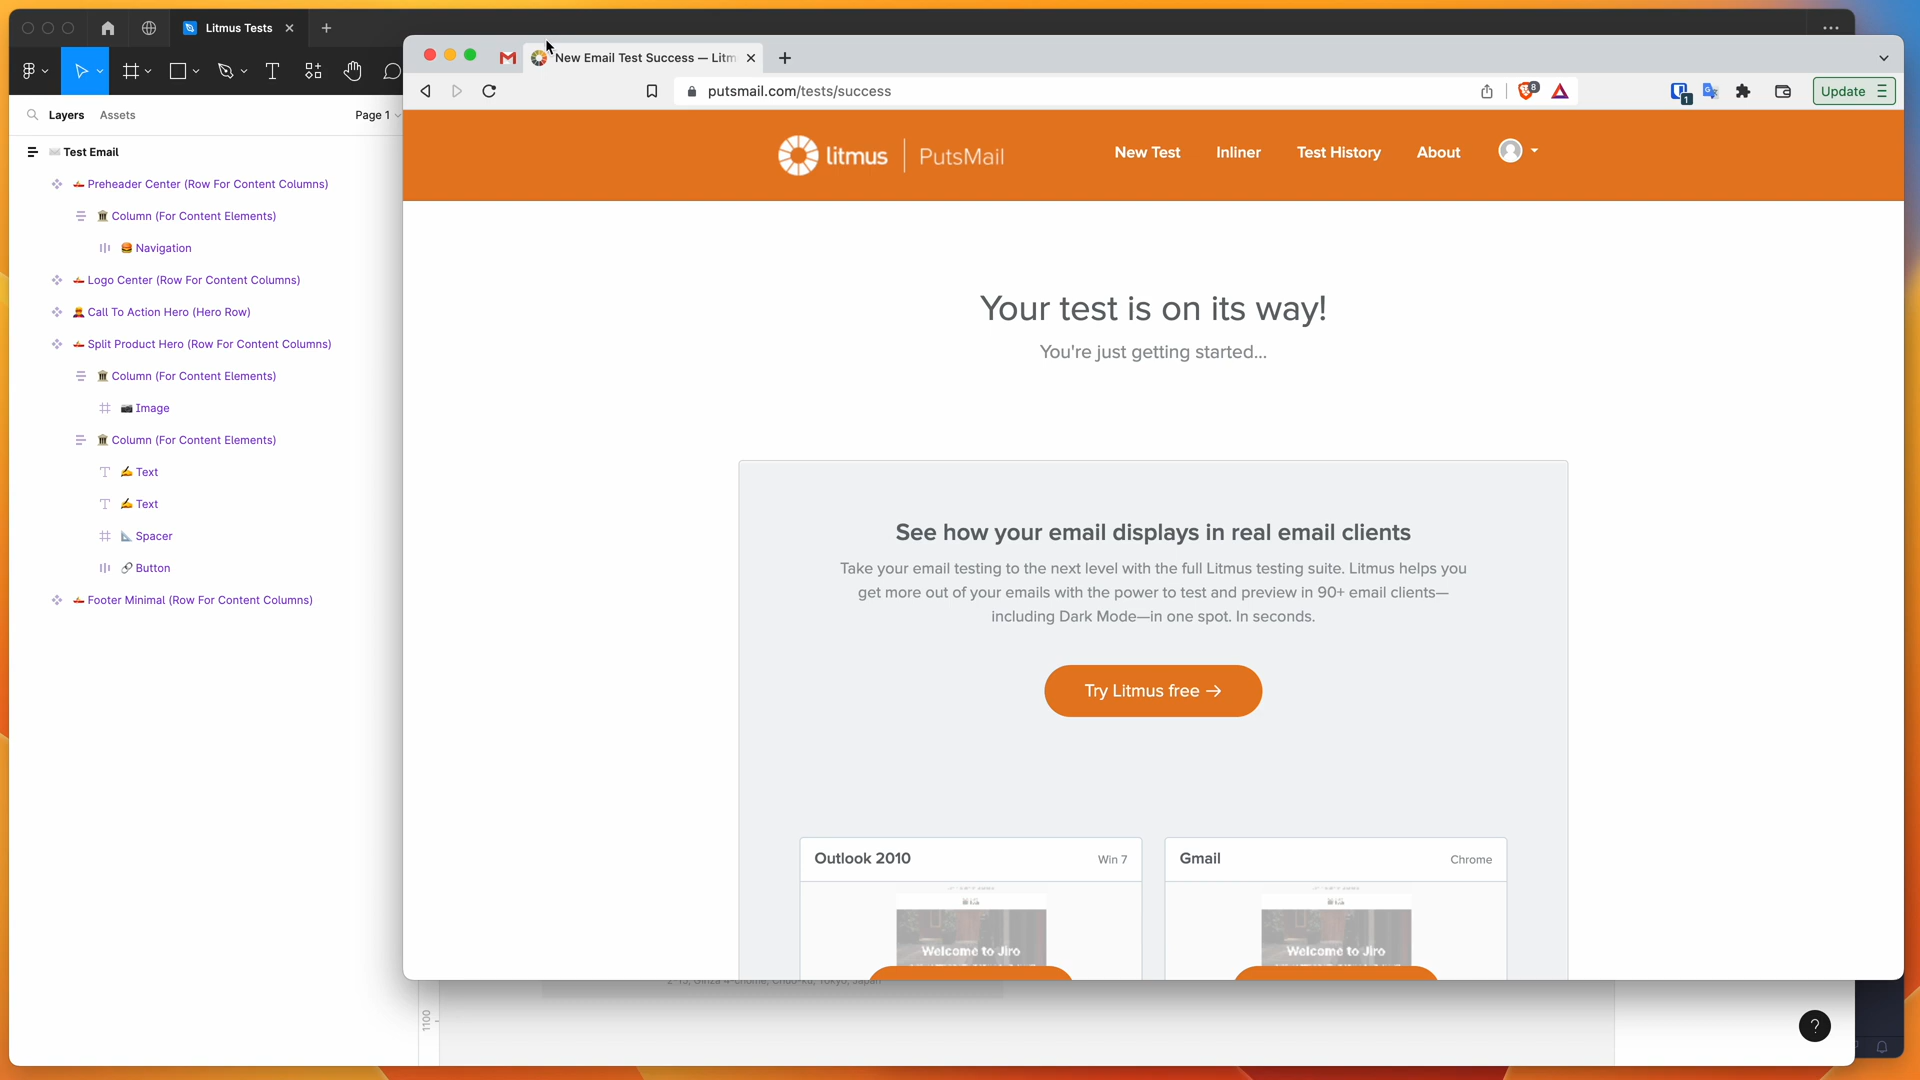 Litmus Tests
Layers
Assets
Page 1
Test Email
Preheader Center (Row For Content Columns)
Column (For Content Elements)
Navigation
Logo Center (Row For Content Columns)
Call To Action Hero (Hero Row)
Split Product Hero (Row For Content Columns)
Column (For Content Elements)
Image
Column (For Content Elements)
Text
Text
Spacer
Button
Footer Minimal (Row For Content Columns)
New Email Test Success — Litm
putsmail.com/tests/success
8
1
Update
litmus
PutsMail
New Test
Inliner
Test History
About
Your test is on its way!
You're just getting started...
See how your email displays in real email clients
Take your email testing to the next level with the full Litmus testing suite. Litmus helps you
get more out of your emails with the power to test and preview in 90+ email clients—
including Dark Mode—in one spot. In seconds.
Try Litmus free →
Outlook 2010
Win 7
Welcome to Jiro
Gmail
Chrome
Welcome to Jiro
1100
?